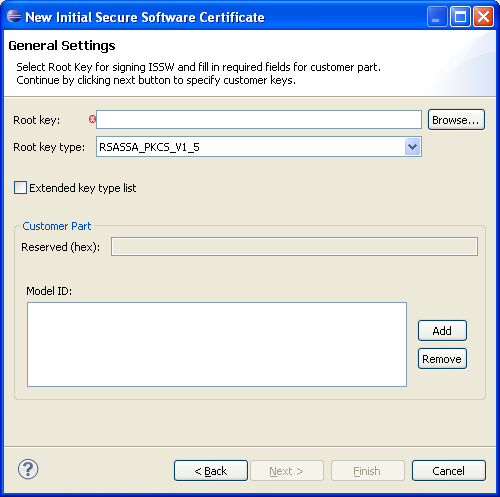 New Initial Secure Software Certificate
General Settings
Select Root Key for signing ISSW and fill in required fields for customer part.
Continue by clicking next button to specify customer keys.
Root key:
Browse...
Root key type: RSASSA_PKCS_V1_5
Extended key type list
Customer Part
Reserved (hex):
Model ID:
Add
Remove
?
< Back Next > Finish Cancel